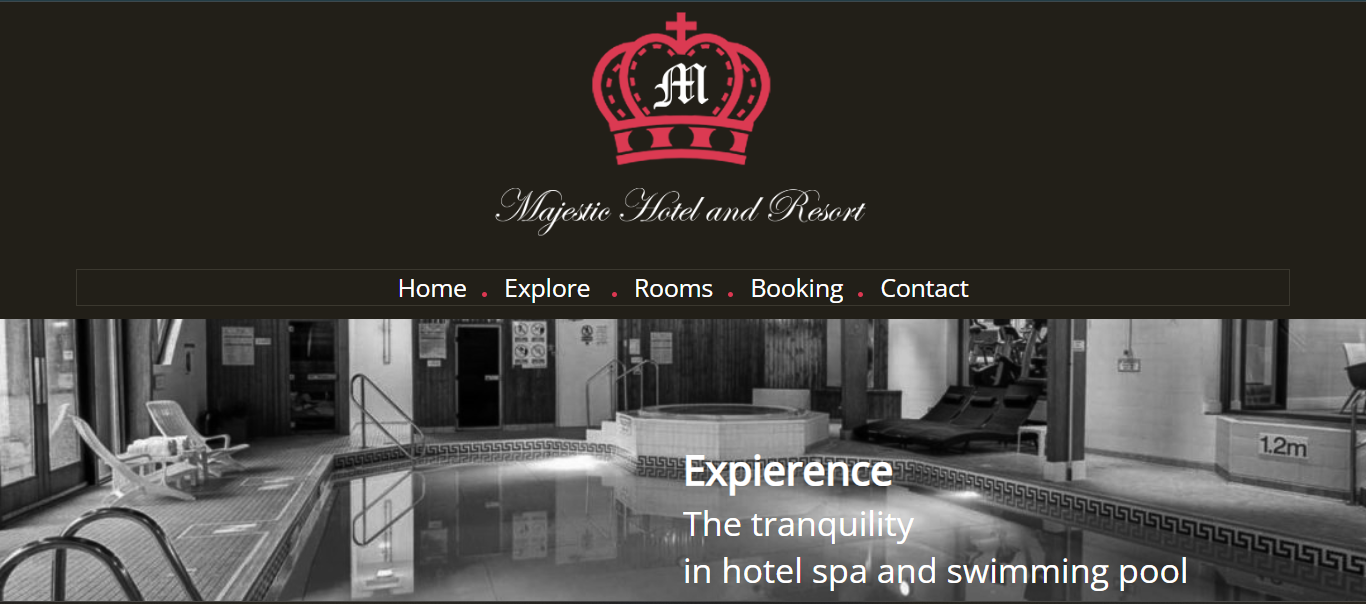 M
Majestic Hotel and Resort
Home . Explore . Rooms . Booking . Contact
1.2m
Expierence
The tranquility
in hotel spa and swimming pool